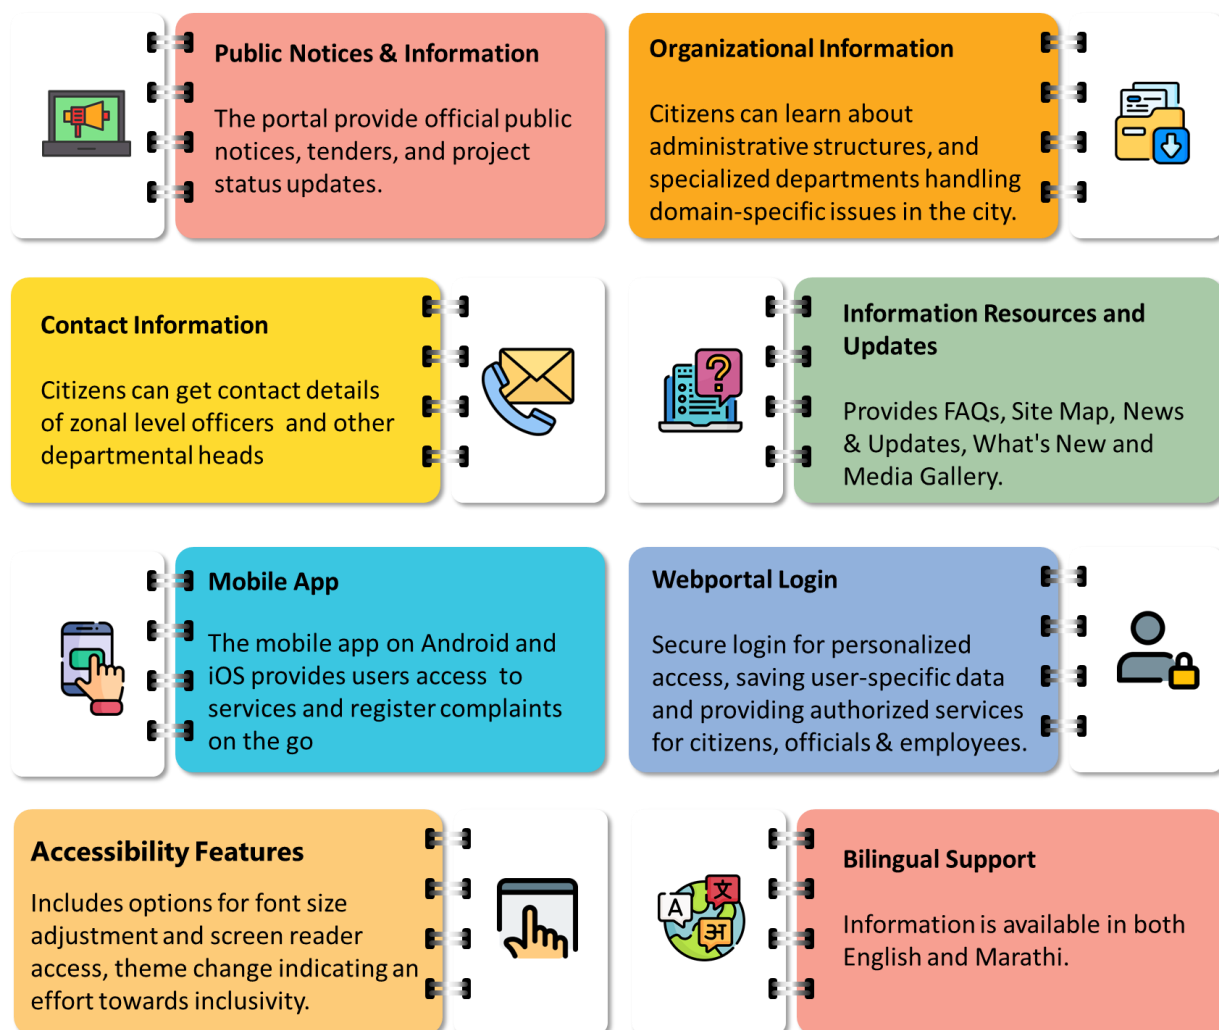 Public Notices & Information
The portal provide official public
notices, tenders, and project
status updates.
Organizational Information
Citizens can learn about
administrative structures, and
specialized departments handling
domain-specific issues in the city.
Contact Information
Citizens can get contact details
of zonal level officers and other
departmental heads
Information Resources and
Updates
Provides FAQs, Site Map, News
& Updates, What's New and
Media Gallery.
?
Mobile App
The mobile app on Android and
iOS provides users access to
services and register complaints
on the go
Webportal Login
Secure login for personalized
access, saving user-specific data
and providing authorized services
for citizens, officials & employees.
Accessibility Features
Includes options for font size
adjustment and screen reader
access, theme change indicating an
effort towards inclusivity.
A
文
अ
Bilingual Support
Information is available in both
English and Marathi.